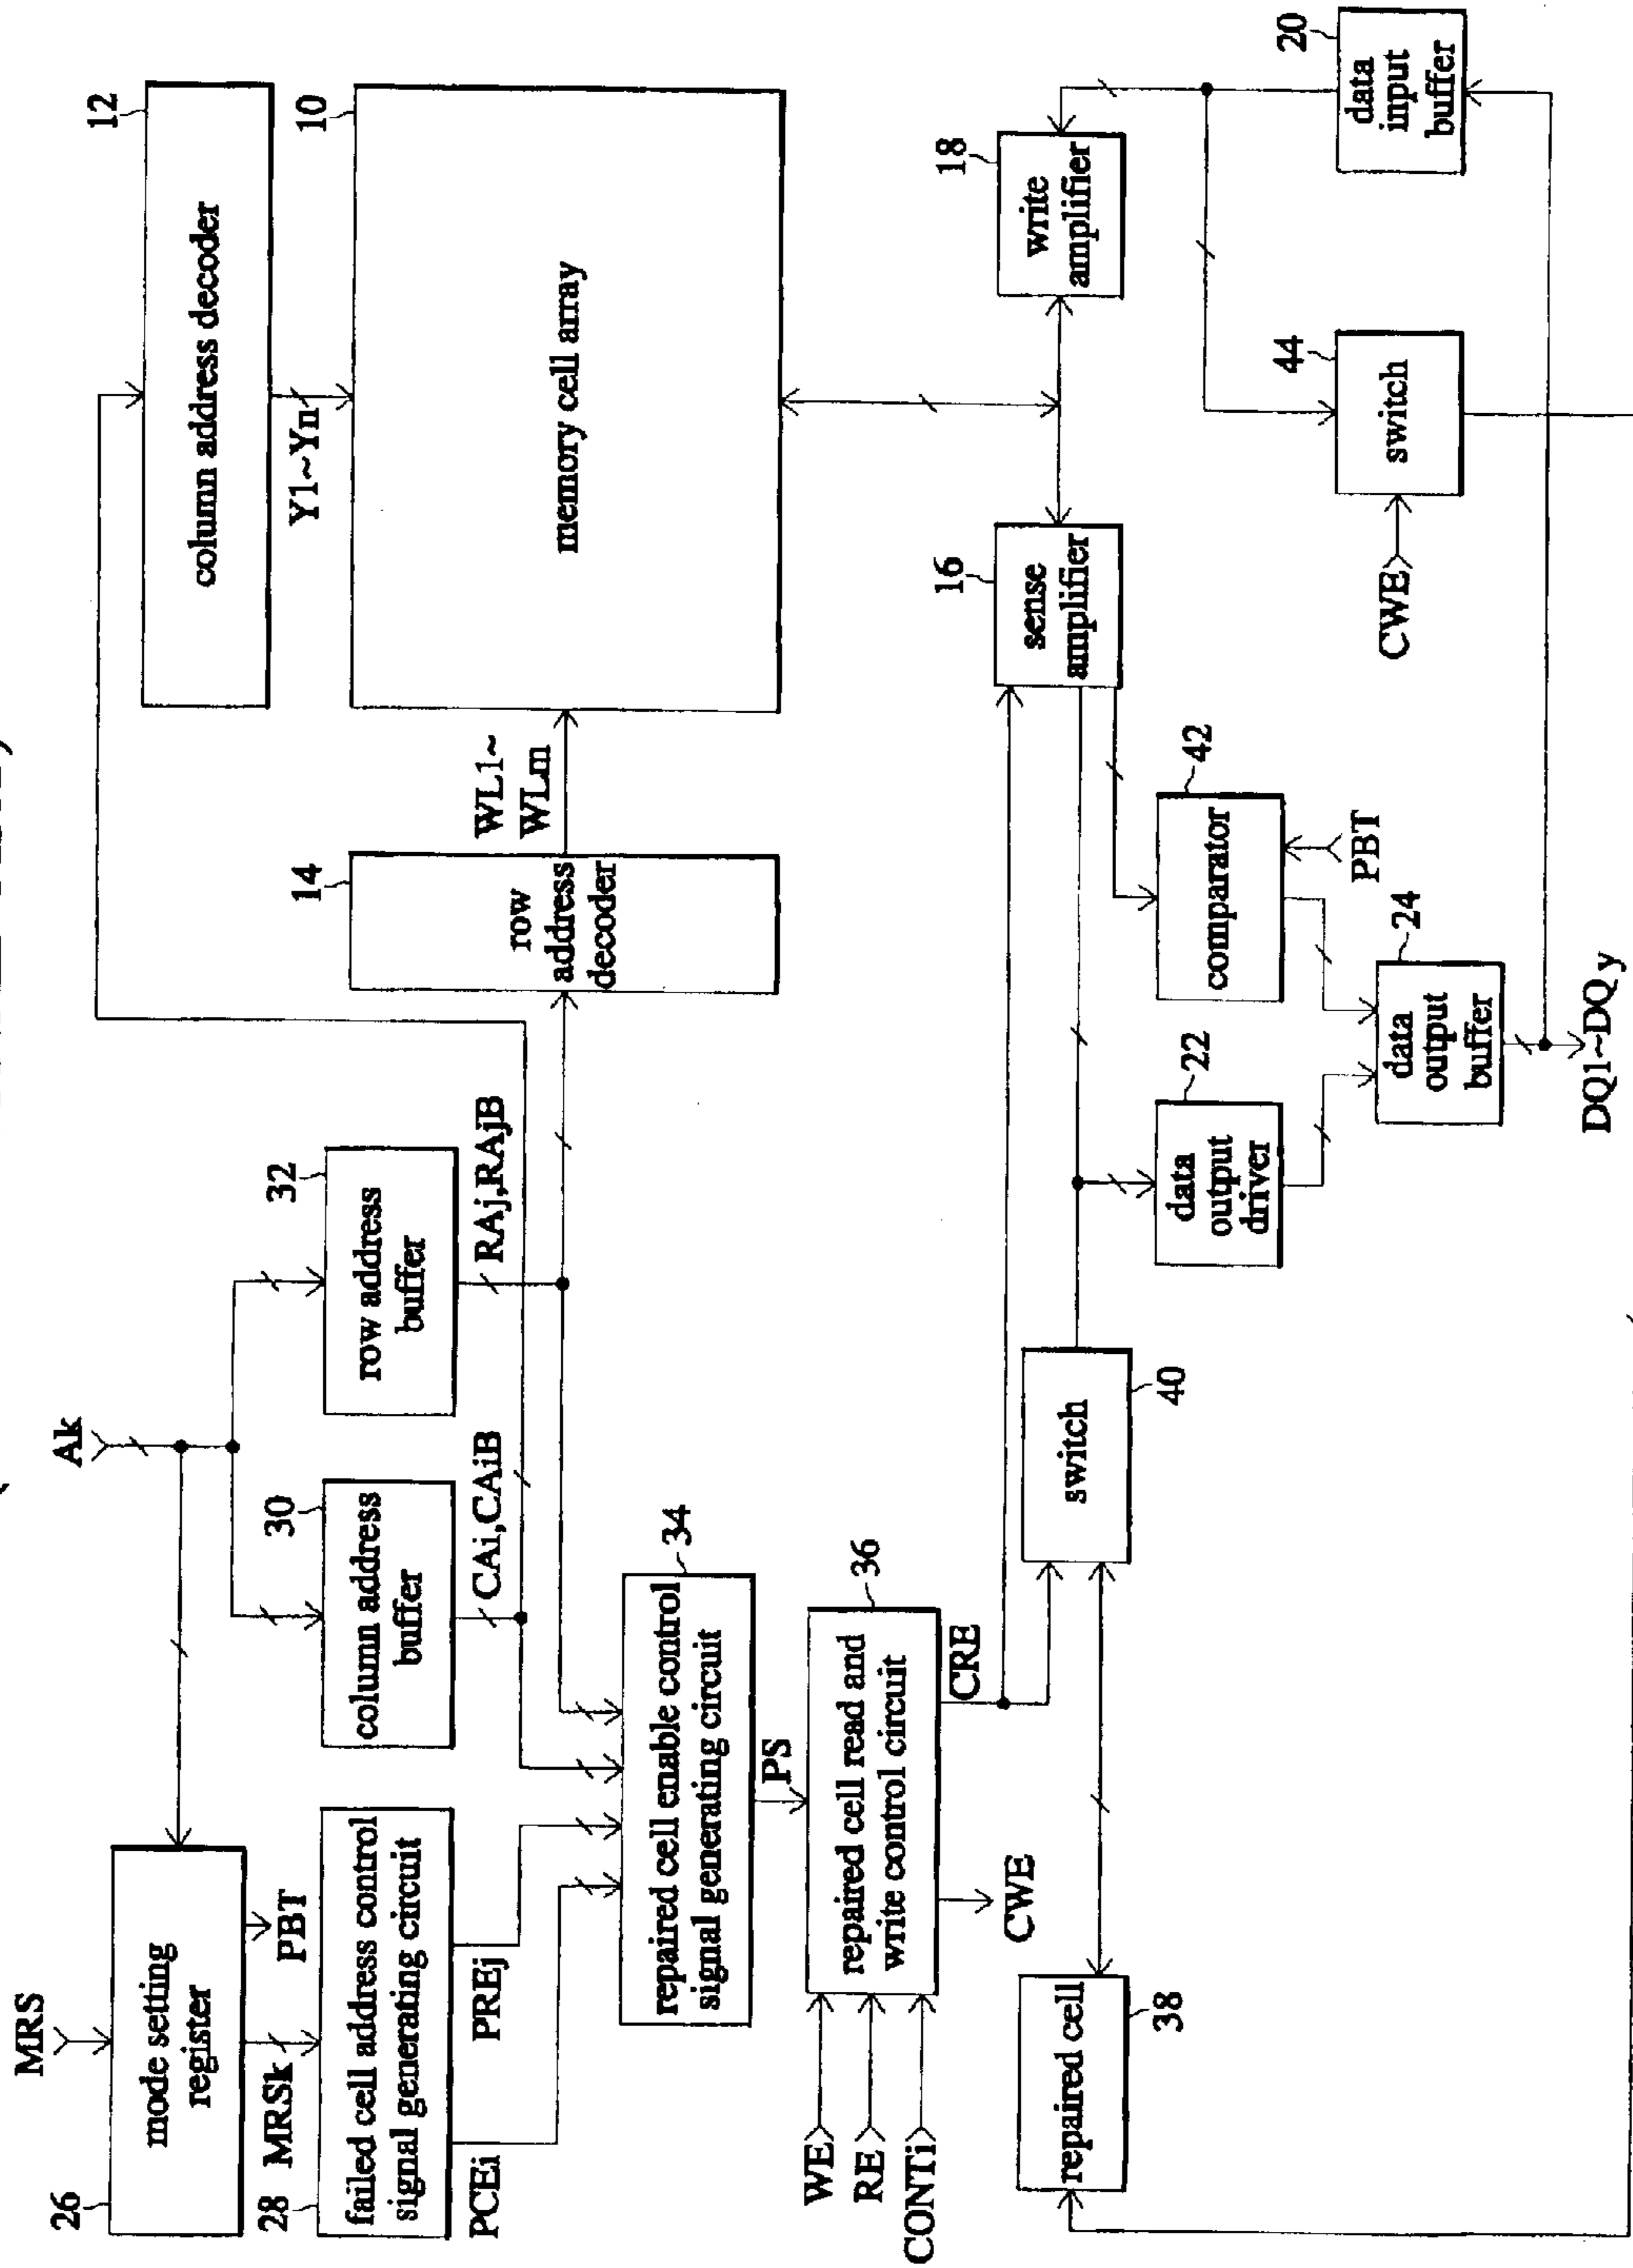 MRS
26
mode setting
register
PBT
MRSk
28
failed cell address control
signal generating circuit
PCEi
PREj
Ak
30
column address
buffer
CAi,CAiB
32
row address
buffer
RAj,RAjB
12
column address decoder
Y1~Yn
10
memory cell array
14
row
address
decoder
WL1~
WLm
34
repaired cell enable control
signal generating circuit
PS
36
repaired cell read and
write control circuit
WE
RE
CONTi
CWE
CRE
38
repaired cell
40
switch
16
sense
amplifier
18
write
amplifier
42
comparator
PBT
22
data
output
driver
24
data
output
buffer
DQ1~DQy
44
switch
CWE
20
data
input
buffer